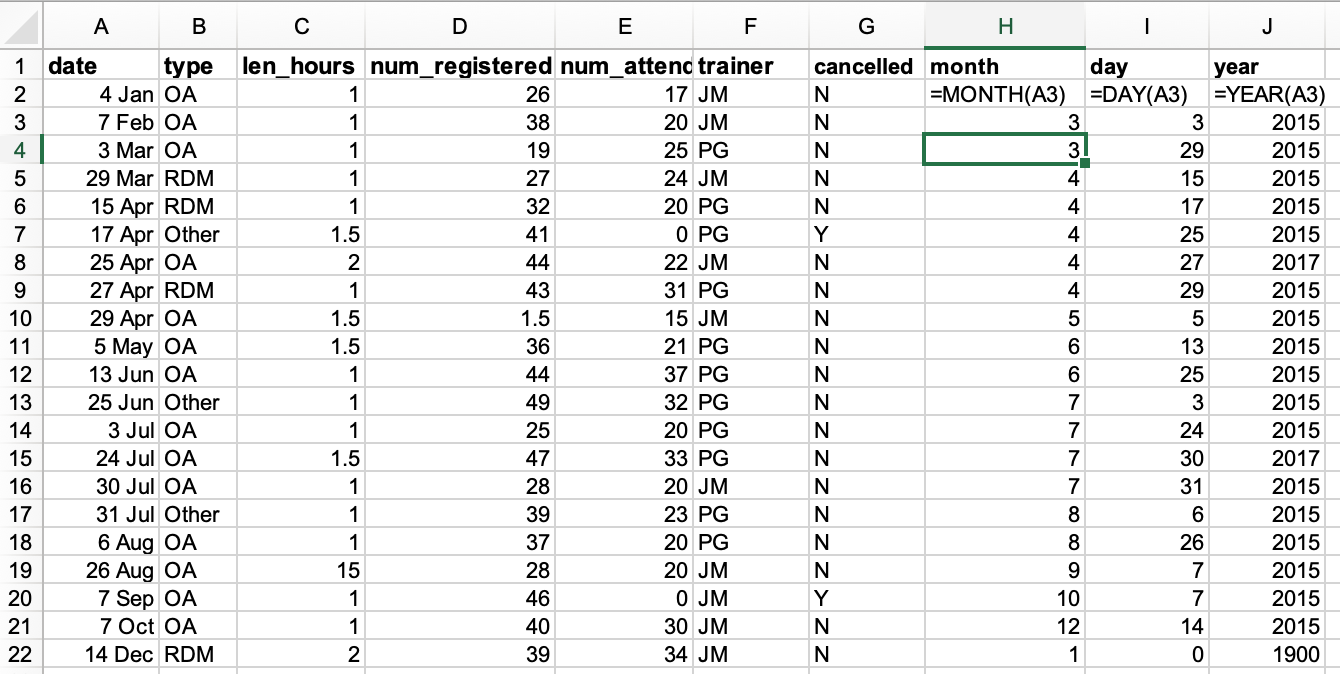 A B C D E F G H I J
1 date type len_hours num_registered num_attend trainer cancelled month day year
2 4 Jan OA 1 26 17 JM N =MONTH(A3) =DAY(A3) =YEAR(A3)
3 7 Feb OA 1 38 20 JM N 3 3 2015
4 3 Mar OA 1 19 25 PG N 3 29 2015
5 29 Mar RDM 1 27 24 JM N 4 15 2015
6 15 Apr RDM 1 32 20 PG N 4 17 2015
7 17 Apr Other 1.5 41 0 PG Y 4 25 2015
8 25 Apr OA 2 44 22 JM N 4 27 2017
9 27 Apr RDM 1 43 31 PG N 4 29 2015
10 29 Apr OA 1.5 1.5 15 JM N 5 5 2015
11 5 May OA 1.5 36 21 PG N 6 13 2015
12 13 Jun OA 1 44 37 PG N 6 25 2015
13 25 Jun Other 1 49 32 PG N 7 3 2015
14 3 Jul OA 1 25 20 PG N 7 24 2015
15 24 Jul OA 1.5 47 33 PG N 7 30 2017
16 30 Jul OA 1 28 20 JM N 7 31 2015
17 31 Jul Other 1 39 23 PG N 8 6 2015
18 6 Aug OA 1 37 20 PG N 8 26 2015
19 26 Aug OA 15 28 20 JM N 9 7 2015
20 7 Sep OA 1 46 0 JM Y 10 7 2015
21 7 Oct OA 1 40 30 JM N 12 14 2015
22 14 Dec RDM 2 39 34 JM N 1 0 1900